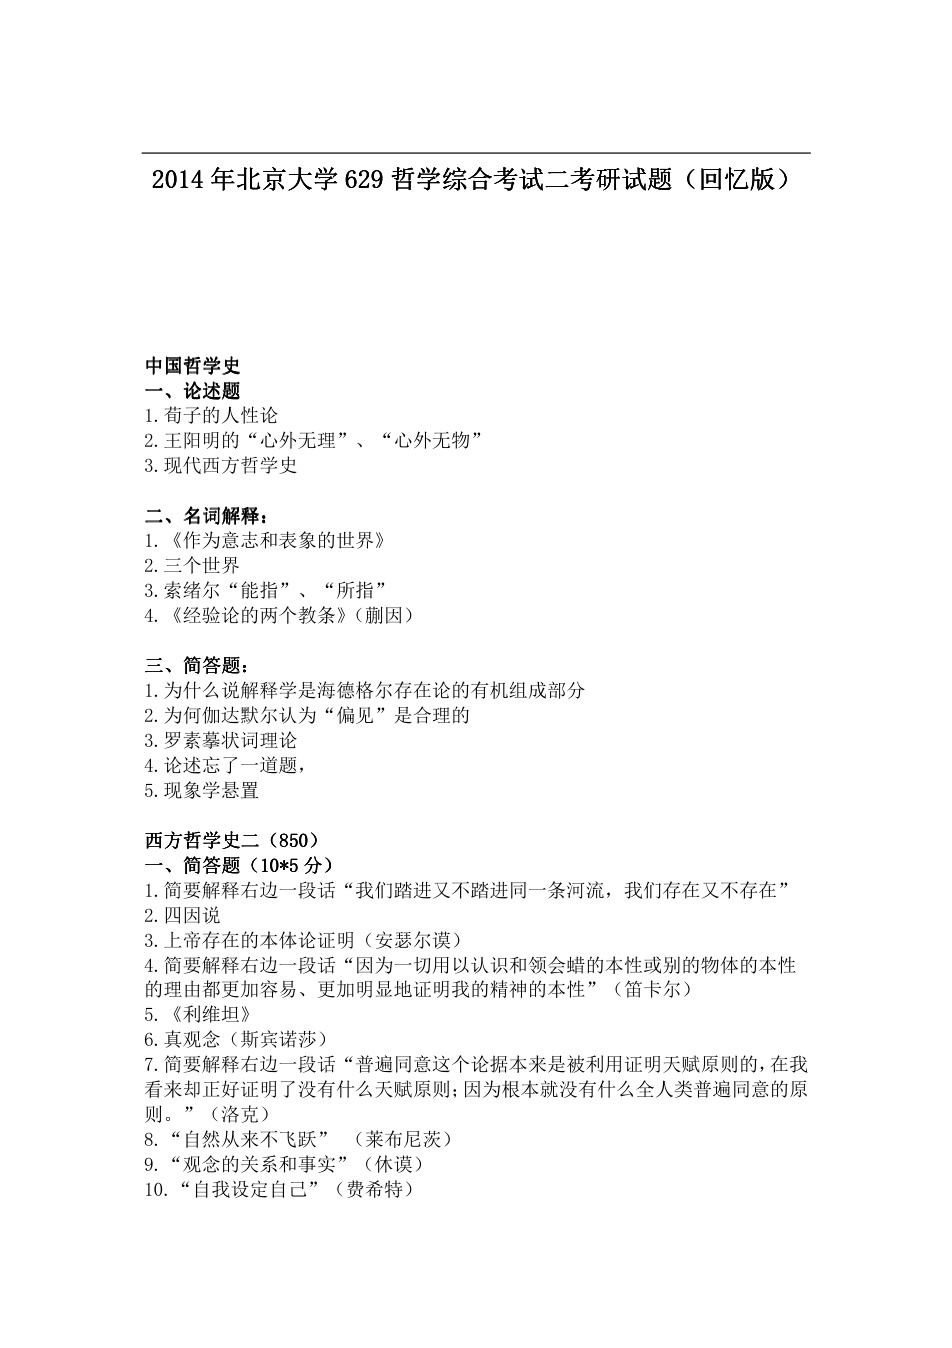 2014 年北京大学 629 哲学综合考试二考研试题（回忆版）
中国哲学史
一、论述题
1.荀子的人性论
2.王阳明的“心外无理”、“心外无物”
3.现代西方哲学史
二、名词解释：
1.《作为意志和表象的世界》
2.三个世界
3.索绪尔“能指”、“所指”
4.《经验论的两个教条》（蒯因）
三、简答题：
1.为什么说解释学是海德格尔存在论的有机组成部分
2.为何伽达默尔认为“偏见”是合理的
3.罗素摹状词理论
4.论述忘了一道题，
5.现象学悬置
西方哲学史二（850）
一、简答题（10*5 分）
1.简要解释右边一段话“我们踏进又不踏进同一条河流，我们存在又不存在”
2.四因说
3.上帝存在的本体论证明（安瑟尔谟）
4.简要解释右边一段话“因为一切用以认识和领会蜡的本性或别的物体的本性
的理由都更加容易、更加明显地证明我的精神的本性”（笛卡尔）
5.《利维坦》
6.真观念（斯宾诺莎）
7.简要解释右边一段话“普遍同意这个论据本来是被利用证明天赋原则的，在我
看来却正好证明了没有什么天赋原则；因为根本就没有什么全人类普遍同意的原
则。”（洛克）
8.“自然从来不飞跃” （莱布尼茨）
9.“观念的关系和事实”（休谟）
10.“自我设定自己”（费希特）